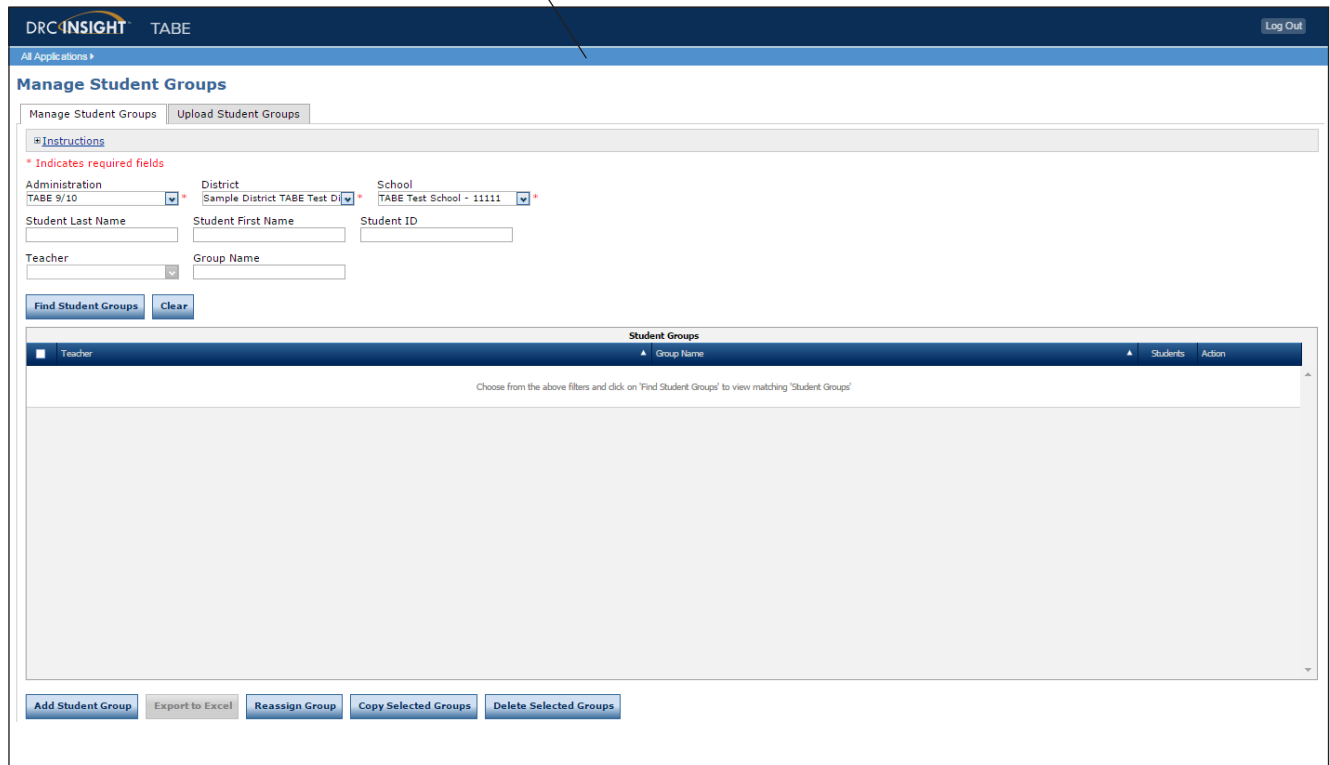 DRC INSIGHT TABE Log Out
All Applications
Manage Student Groups
Manage Student Groups Upload Student Groups
Instructions
* Indicates required fields
Administration District School
TABE 9/10 * Sample District TABE Test Di * TABE Test School - 11111 *
Student Last Name Student First Name Student ID
Teacher Group Name
Find Student Groups Clear
Student Groups
Teacher Group Name Students Action
Choose from the above filters and click on 'Find Student Groups' to view matching 'Student Groups'
Add Student Group Export to Excel Reassign Group Copy Selected Groups Delete Selected Groups